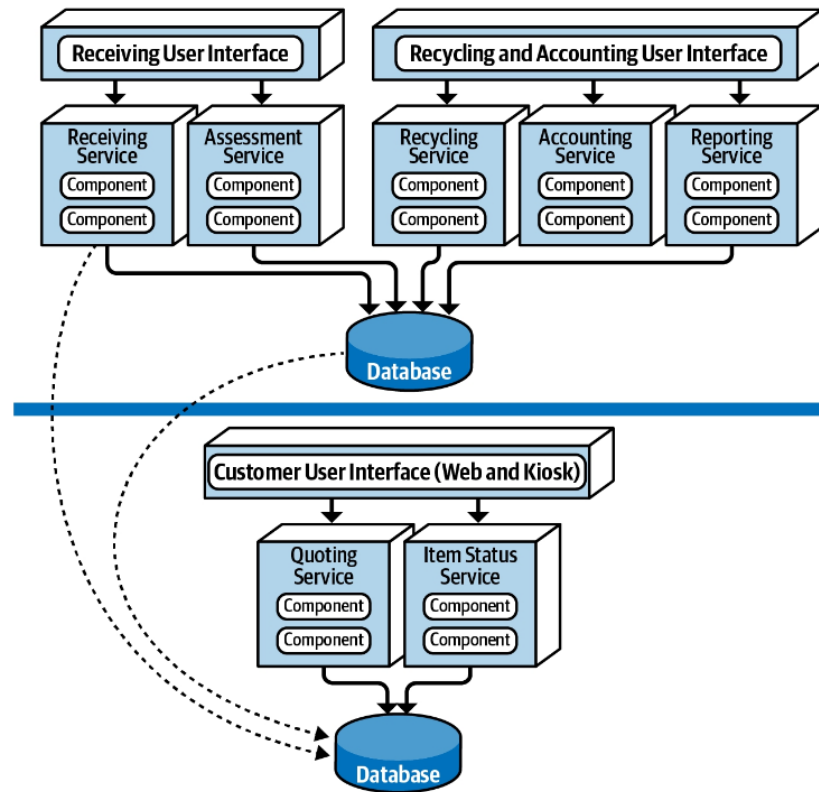 Receiving User Interface
Recycling and Accounting User Interface
Receiving
Service
Component
Component
Assessment
Service
Component
Component
Recycling
Service
Component
Component
Accounting
Service
Component
Component
Reporting
Service
Component
Component
Database
Customer User Interface (Web and Kiosk)
Quoting
Service
Component
Component
Item Status
Service
Component
Component
Database